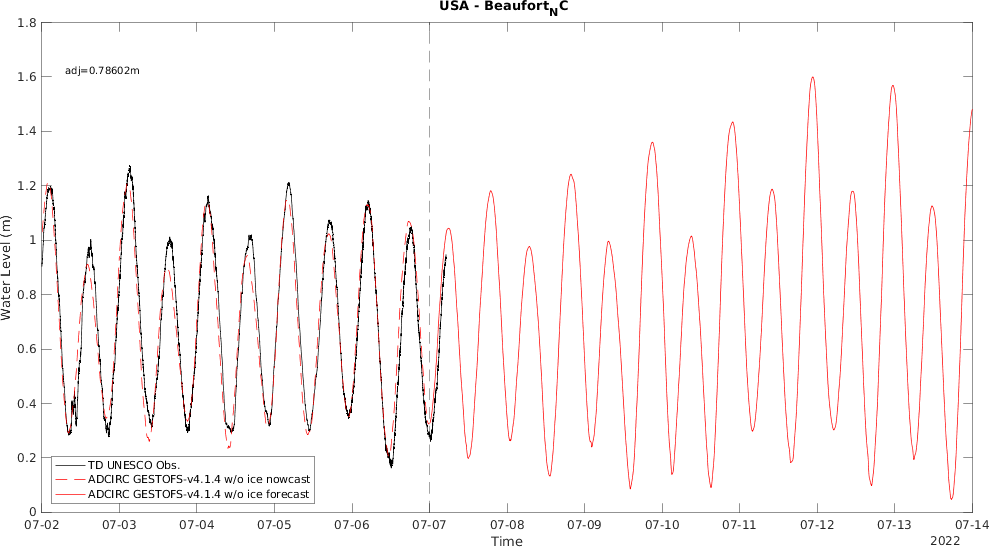 USA - Beaufort_NC
1.8
adj=0.78602m
1.6
1.4
1.2
1
0.8
0.6
0.4
0.2
0
Water Level (m)
TD UNESCO Obs.
ADCIRC GESTOFS-v4.1.4 w/o ice nowcast
ADCIRC GESTOFS-v4.1.4 w/o ice forecast
07-02 07-03 07-04 07-05 07-06 07-07 07-08 07-09 07-10 07-11 07-12 07-13 07-14
Time
2022